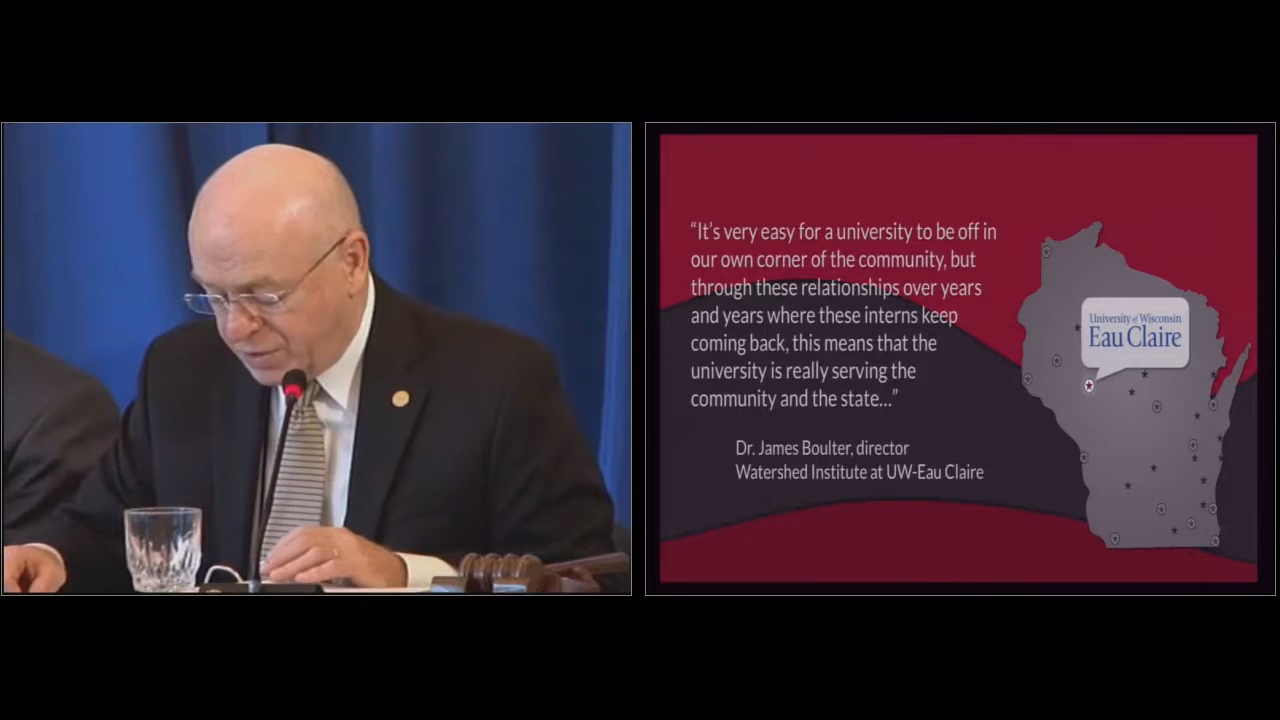 “It’s very easy for a university to be off in
our own corner of the community, but
through these relationships over years
and years where these interns keep
coming back, this means that the
university is really serving the
community and the state...”
Dr. James Boulter, director
Watershed Institute at UW-Eau Claire
University of Wisconsin
Eau Claire